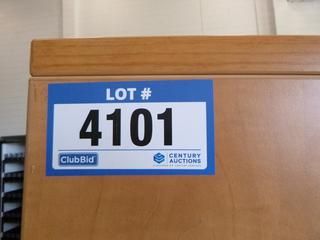 LOT #
4101
ClubBid
CENTURY
AUCTIONS